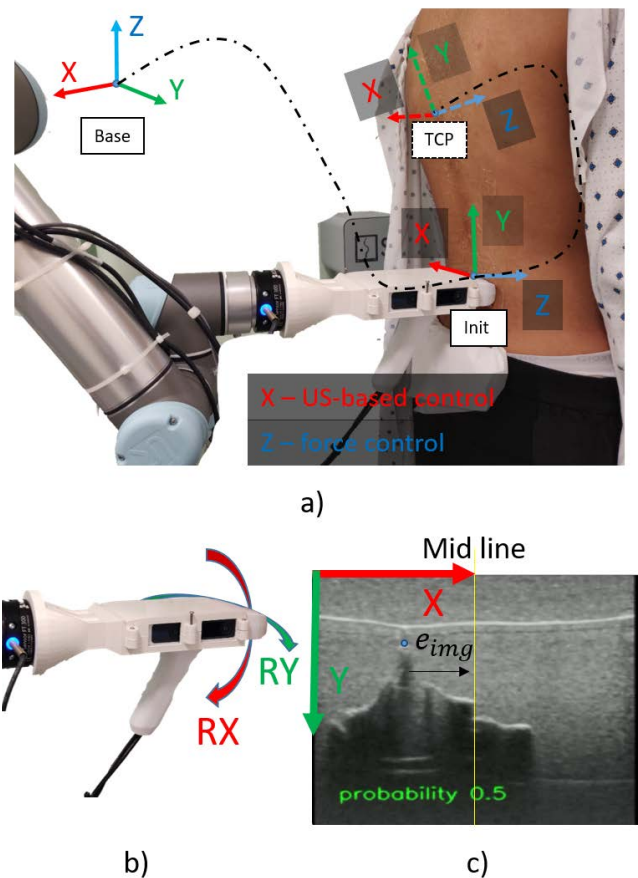 Z
X
Y
Base
Y
X
Z
TCP
Y
X
Z
S
Init
X – US-based control
Z – force control
a)
Mid line
X
e_img
Y
RY
RX
probability 0.5
b)
c)